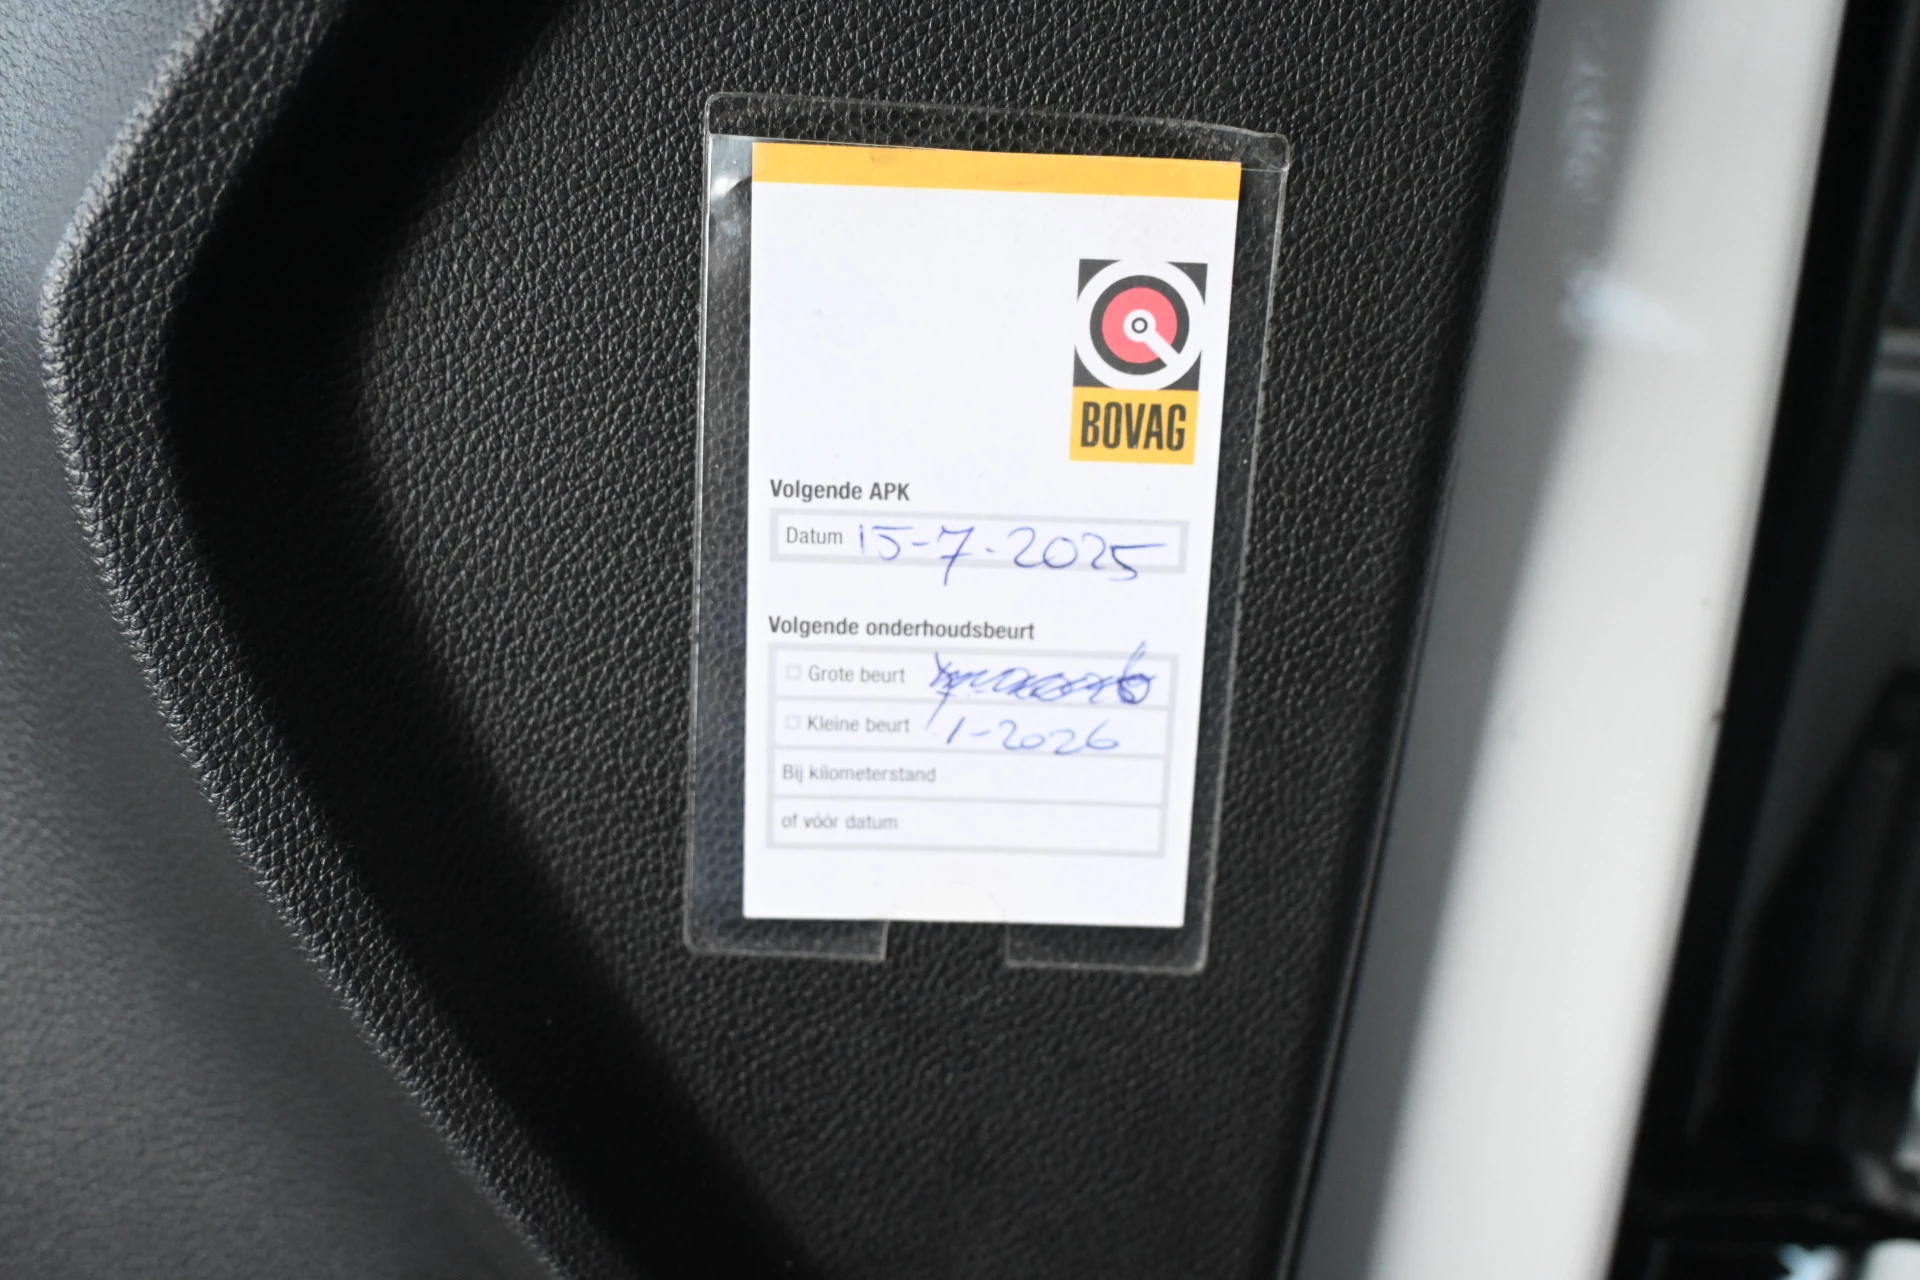 BOVAG
Volgende APK
Datum 15-7-2025
Volgende onderhoudsbeurt
Grote beurt
Kleine beurt 1-2026
Bij kilometerstand
of vóór datum